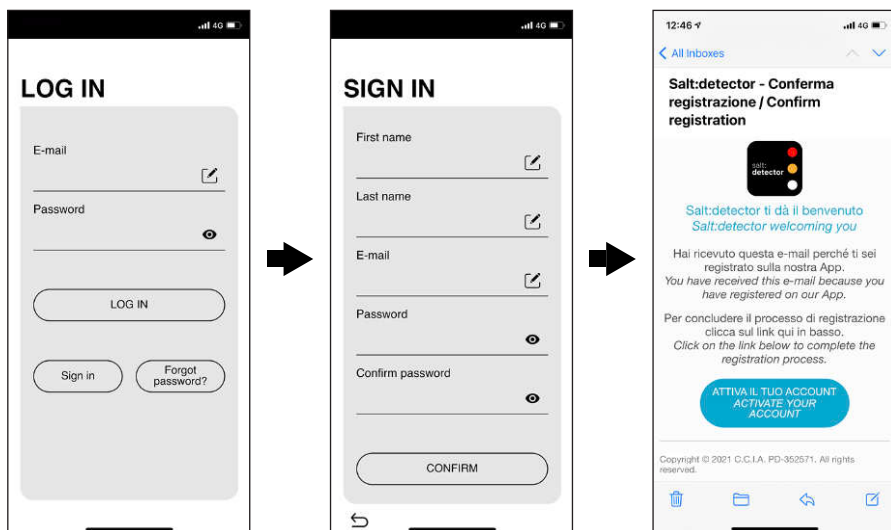 4G
LOG IN
E-mail
Password
LOG IN
Sign in
Forgot
password?
4G
SIGN IN
First name
Last name
E-mail
Password
Confirm password
CONFIRM
12:46
4G
All Inboxes
Salt:detector - Conferma
registrazione / Confirm
registration
salt:
detector
Salt:detector ti dà il benvenuto
Salt:detector welcoming you
Hai ricevuto questa e-mail perché ti sei
registrato sulla nostra App.
You have received this e-mail because you
have registered on our App.
Per concludere il processo di registrazione
clicca sul link qui in basso.
Click on the link below to complete the
registration process.
ATTIVA IL TUO ACCOUNT
ACTIVATE YOUR
ACCOUNT
Copyright © 2021 C.C.I.A. PD-352571. All rights
reserved.